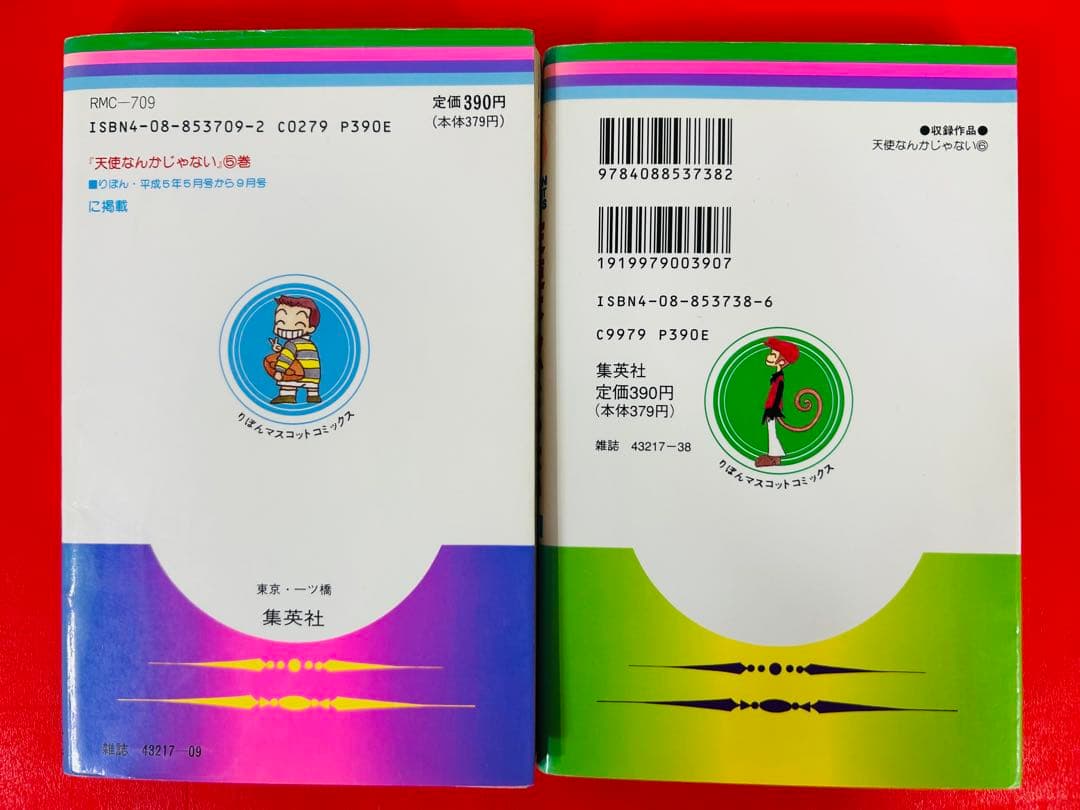 RMC—709
定価390円
ISBN4-08-853709-2 C0279 P390E
(本体379円)
『天使なんかじゃない』⑤巻
■りぼん・平成5年5月号から9月号
に掲載
りぼんマスコットコミックス
東京・一ツ橋
集英社
雑誌 43217—09
●収録作品●
天使なんかじゃない⑥
9784088537382
1919979003907
ISBN4-08-853738-6
C9979 P390E
集英社
定価390円
(本体379円)
雑誌 43217-38
りぼんマスコットコミックス